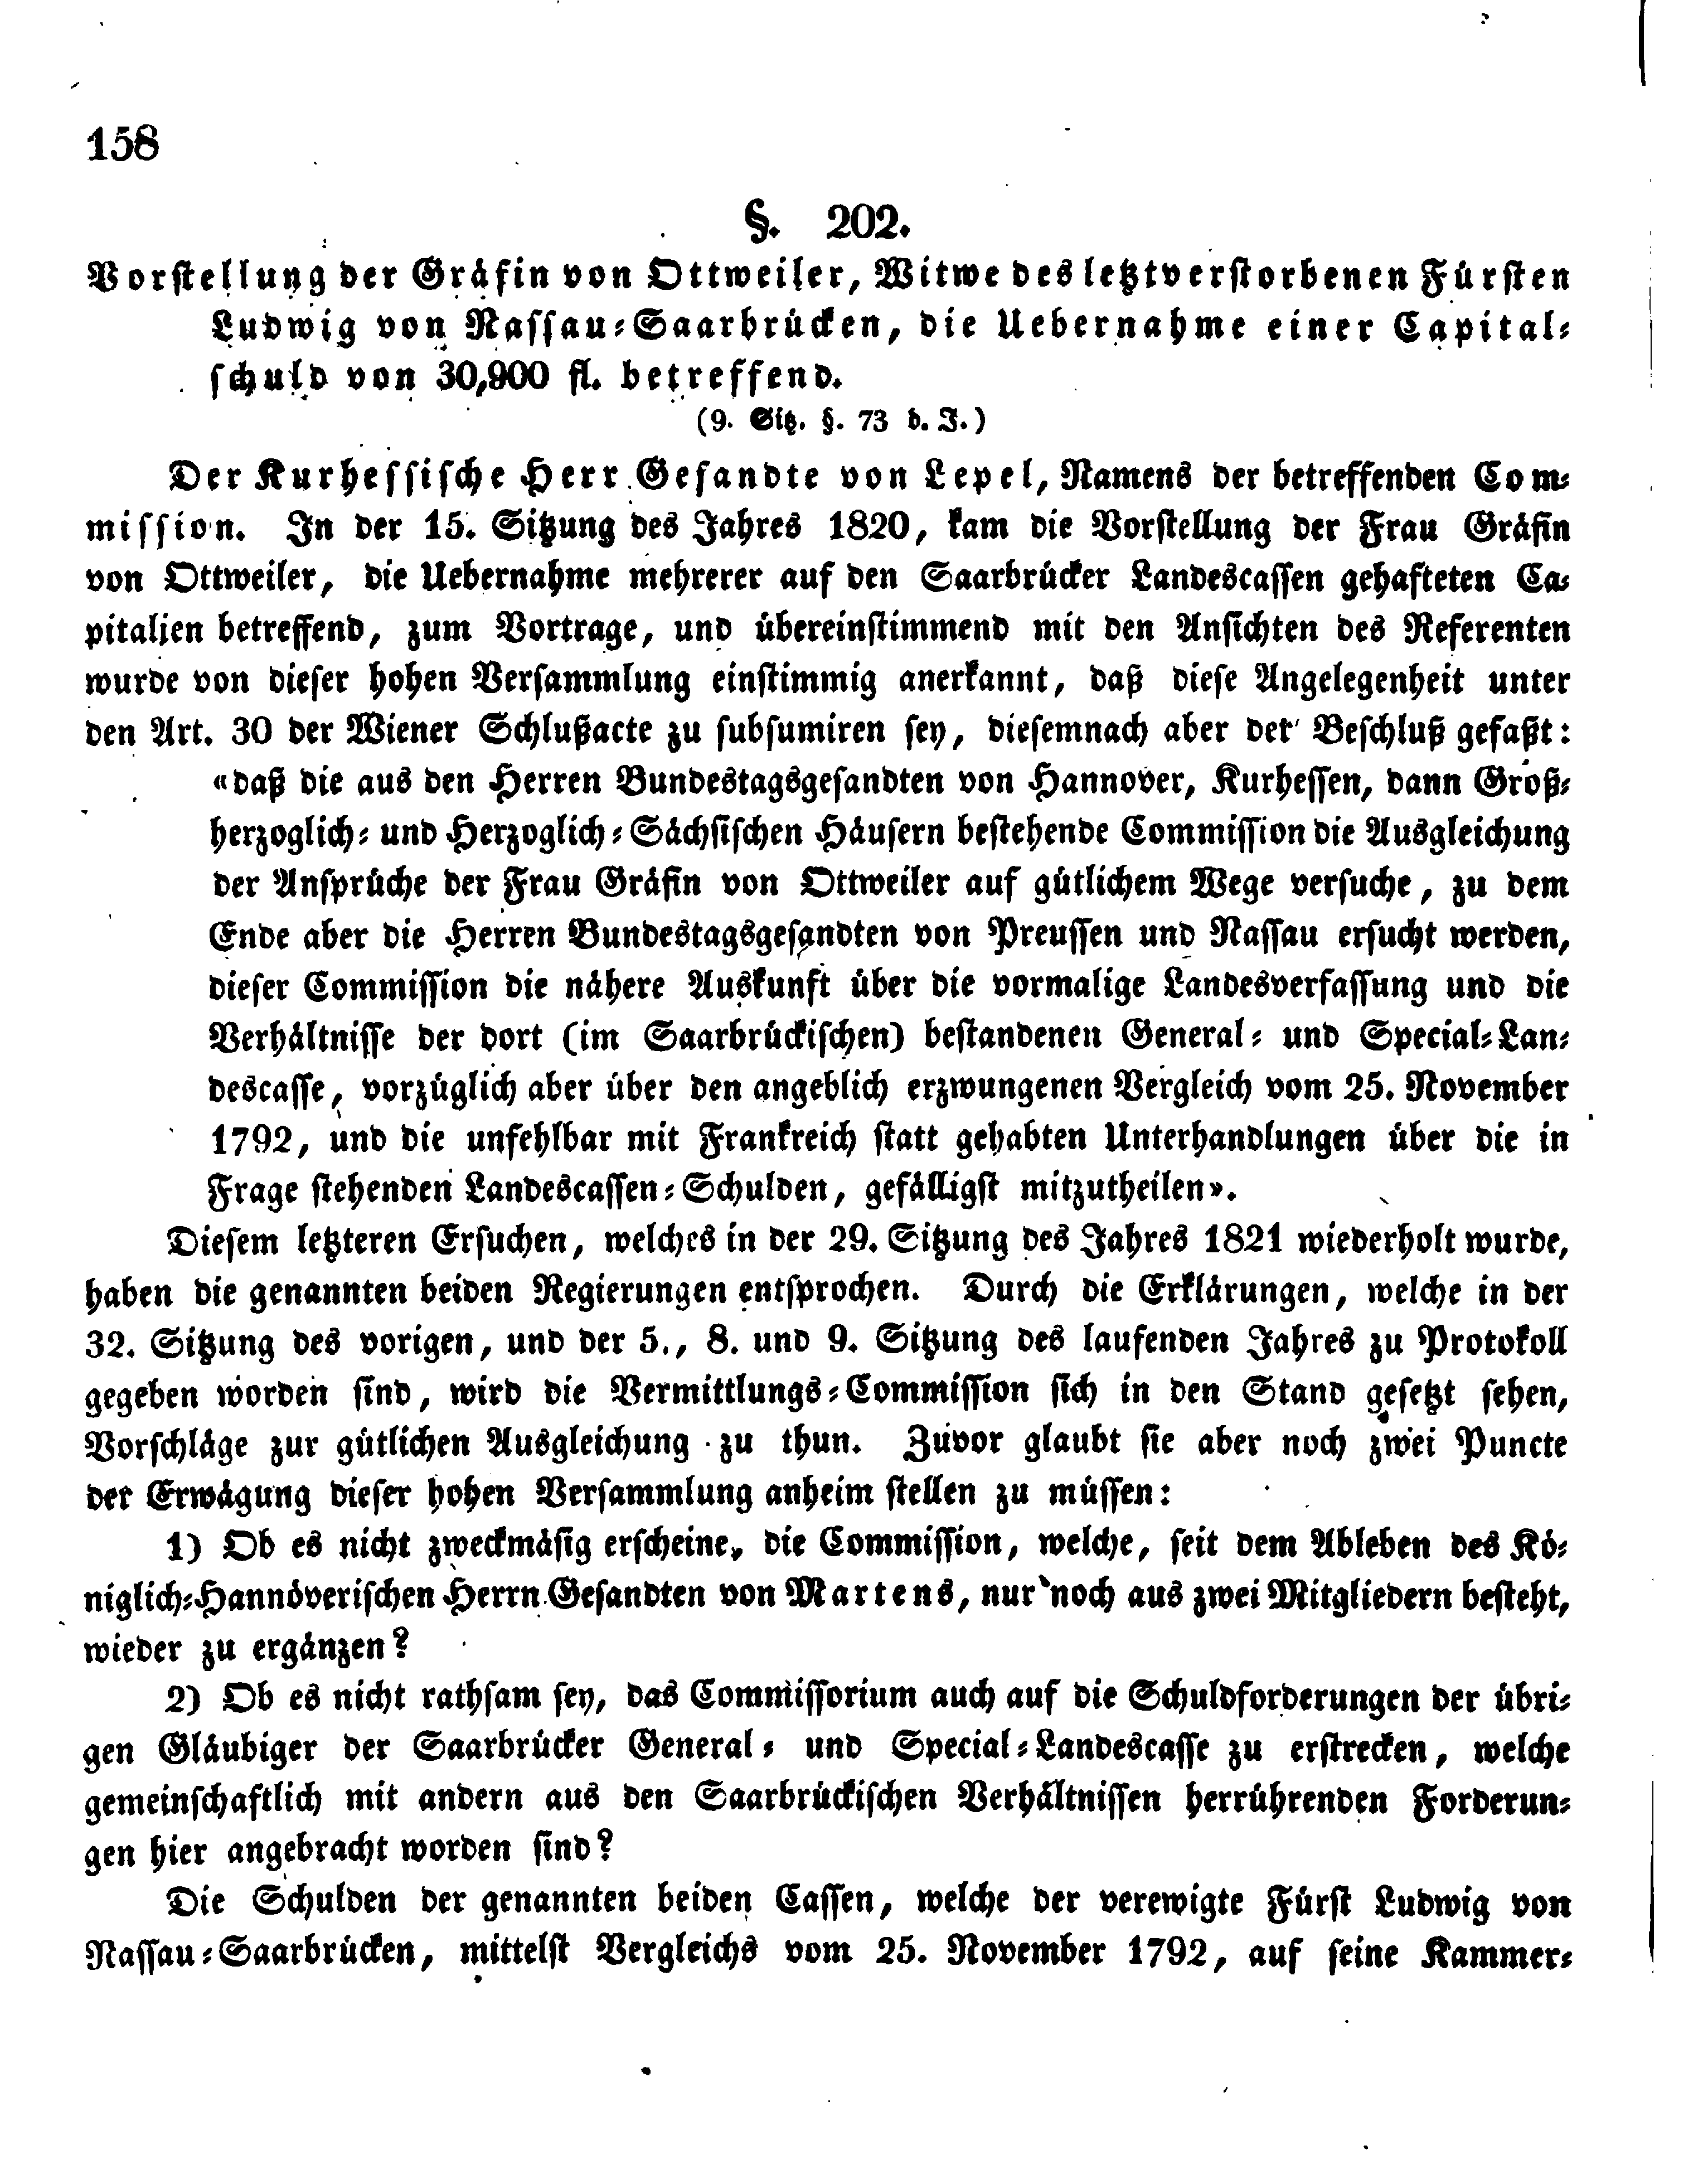 158
§. 202.
Vorstellung der Gräfin von Ottweiler, Witwe des letztverstorbenen Fürsten
Ludwig von Nassau-Saarbrücken, die Uebernahme einer Capital-
schuld von 30,900 fl. betreffend.
(9. Sitz. §. 73 d. J.)
Der Kurhessische Herr Gesandte von Lepel, Namens der betreffenden Com-
mission. In der 15. Sitzung des Jahres 1820, kam die Vorstellung der Frau Gräfin
von Ottweiler, die Uebernahme mehrerer auf den Saarbrücker Landescassen gehafteten Ca-
pitalien betreffend, zum Vortrage, und übereinstimmend mit den Ansichten des Referenten
wurde von dieser hohen Versammlung einstimmig anerkannt, daß diese Angelegenheit unter
den Art. 30 der Wiener Schlußacte zu subsumiren sey, diesemnach aber der Beschluß gefaßt:
«daß die aus den Herren Bundestagsgesandten von Hannover, Kurhessen, dann Groß-
herzoglich- und Herzoglich-Sächsischen Häusern bestehende Commission die Ausgleichung
der Ansprüche der Frau Gräfin von Ottweiler auf gütlichem Wege versuche, zu dem
Ende aber die Herren Bundestagsgesandten von Preussen und Nassau ersucht werden,
dieser Commission die nähere Auskunft über die vormalige Landesverfassung und die
Verhältnisse der dort (im Saarbrückischen) bestandenen General- und Special-Lan-
descasse, vorzüglich aber über den angeblich erzwungenen Vergleich vom 25. November
1792, und die unfehlbar mit Frankreich statt gehabten Unterhandlungen über die in
Frage stehenden Landescassen-Schulden, gefälligst mitzutheilen».
Diesem letzteren Ersuchen, welches in der 29. Sitzung des Jahres 1821 wiederholt wurde,
haben die genannten beiden Regierungen entsprochen. Durch die Erklärungen, welche in der
32. Sitzung des vorigen, und der 5., 8. und 9. Sitzung des laufenden Jahres zu Protokoll
gegeben worden sind, wird die Vermittlungs-Commission sich in den Stand gesetzt sehen,
Vorschläge zur gütlichen Ausgleichung zu thun. Zuvor glaubt sie aber noch zwei Puncte
der Erwägung dieser hohen Versammlung anheim stellen zu müssen:
1) Ob es nicht zweckmäsig erscheine, die Commission, welche, seit dem Ableben des Kö-
niglich-Hannöverischen Herrn Gesandten von Martens, nur noch aus zwei Mitgliedern besteht,
wieder zu ergänzen?
2) Ob es nicht rathsam sey, das Commissorium auch auf die Schuldforderungen der übri-
gen Gläubiger der Saarbrücker General- und Special-Landescasse zu erstrecken, welche
gemeinschaftlich mit andern aus den Saarbrückischen Verhältnissen herrührenden Forderun-
gen hier angebracht worden sind?
Die Schulden der genannten beiden Cassen, welche der verewigte Fürst Ludwig von
Nassau-Saarbrücken, mittelst Vergleichs vom 25. November 1792, auf seine Kammer-